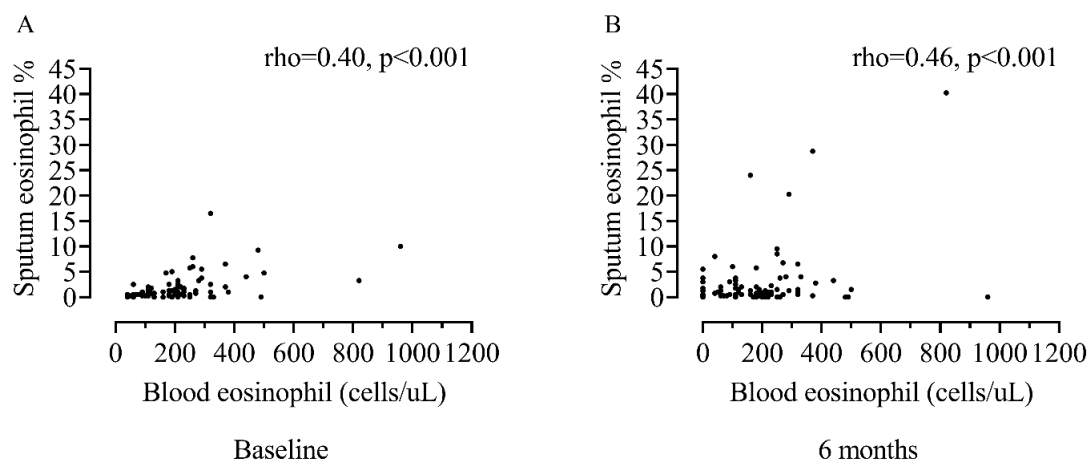 A
rho=0.40, p<0.001
Sputum eosinophil %
45
40
35
30
25
20
15
10
5
0
0 200 400 600 800 1000 1200
Blood eosinophil (cells/uL)
Baseline
B
rho=0.46, p<0.001
Sputum eosinophil %
45
40
35
30
25
20
15
10
5
0
0 200 400 600 800 1000 1200
Blood eosinophil (cells/uL)
6 months